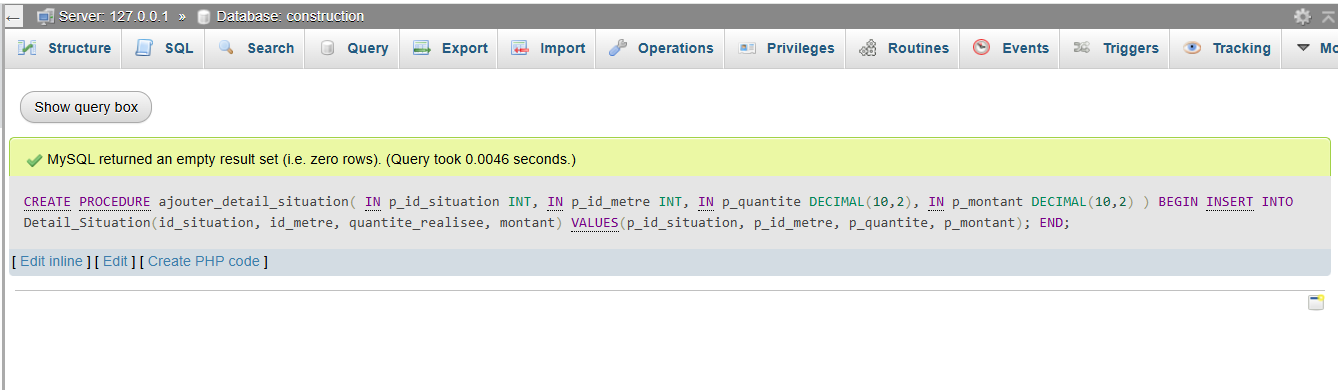 Server: 127.0.0.1 » Database: construction
Structure SQL Search Query Export Import Operations Privileges Routines Events Triggers Tracking Mo
Show query box
MySQL returned an empty result set (i.e. zero rows). (Query took 0.0046 seconds.)
CREATE PROCEDURE ajouter_detail_situation( IN p_id_situation INT, IN p_id_metre INT, IN p_quantite DECIMAL(10,2), IN p_montant DECIMAL(10,2) ) BEGIN INSERT INTO
Detail_Situation(id_situation, id_metre, quantite_realisee, montant) VALUES(p_id_situation, p_id_metre, p_quantite, p_montant); END;
[ Edit inline ] [ Edit ] [ Create PHP code ]